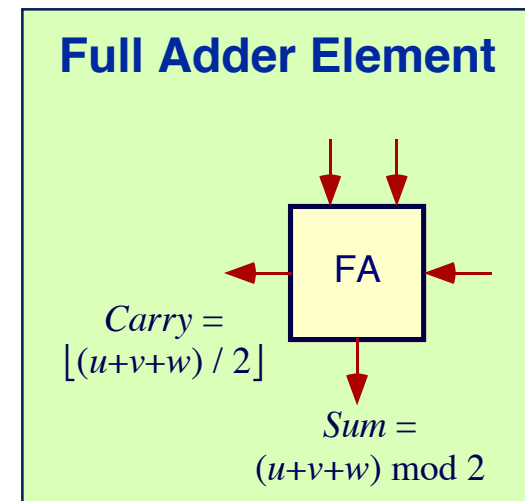 Full Adder Element
FA
Carry =
⌊(u+v+w) / 2⌋
Sum =
(u+v+w) mod 2